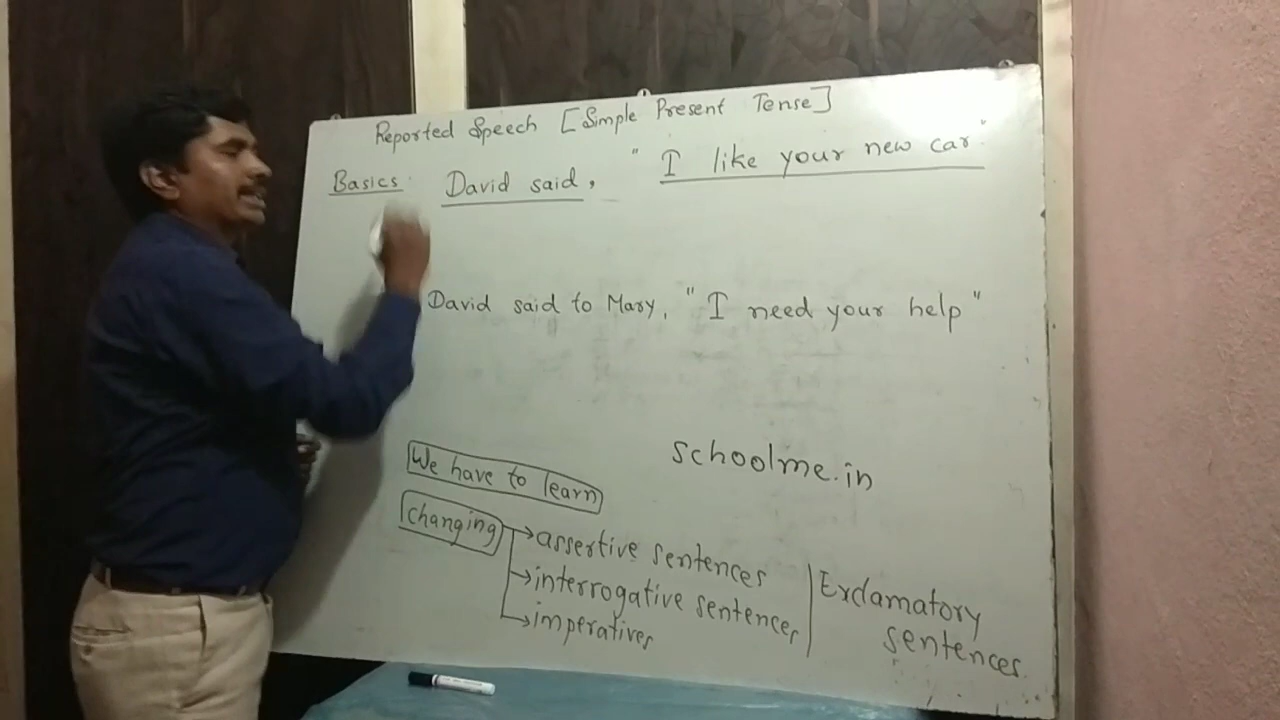 Reported Speech [Simple Present Tense]
Basics David said, " I like your new car."
David said to Mary, "I need your help"
schoolme.in
We have to learn
changing
→assertive sentences
→interrogative sentences
→imperatives
Exclamatory
sentences